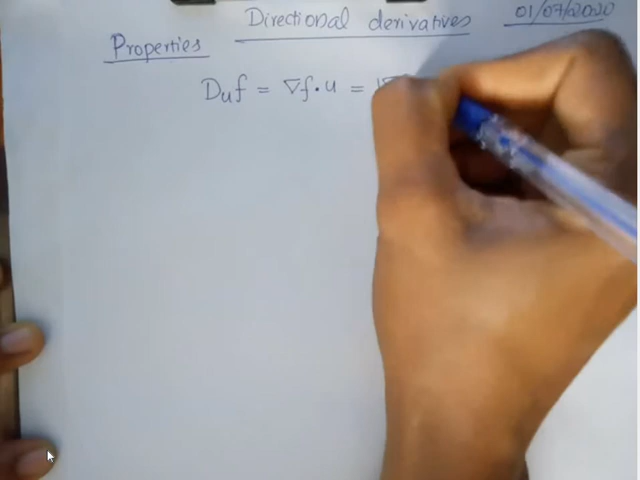 Directional derivatives 01/07/2020
Properties
Duf = ∇f·u = |∇